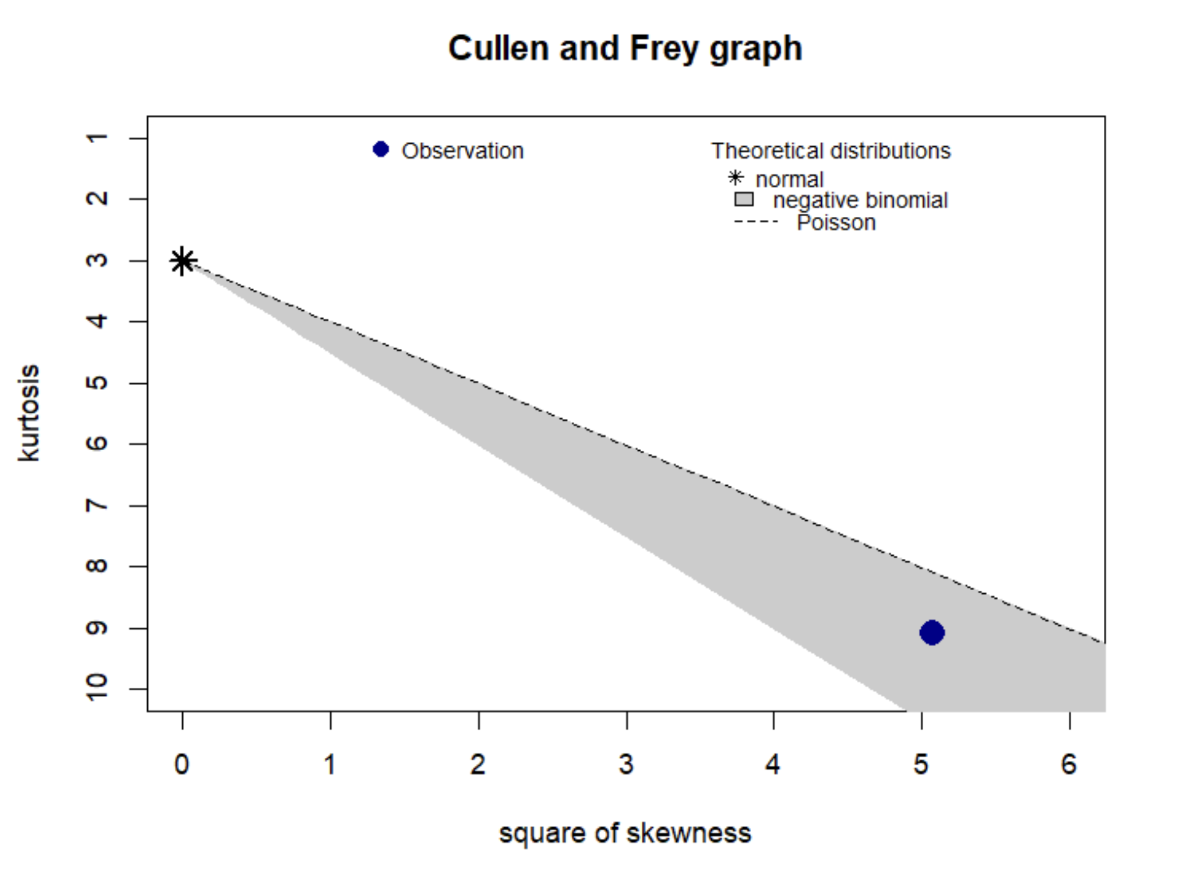 Cullen and Frey graph
Observation
Theoretical distributions
normal
negative binomial
Poisson
kurtosis
1
2
3
4
5
6
7
8
9
10
0 1 2 3 4 5 6
square of skewness